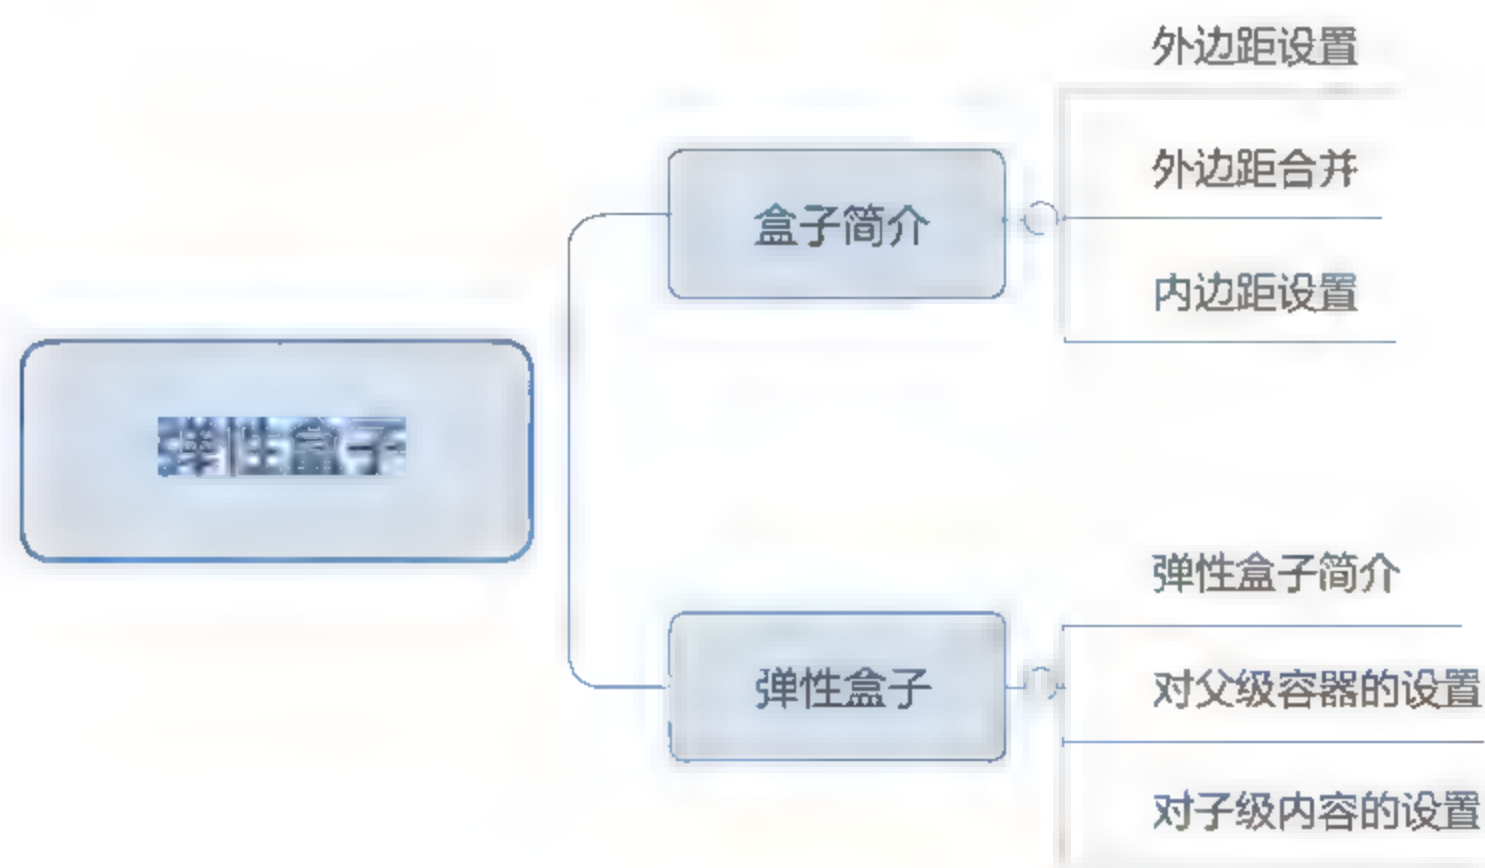 弹性盒子
盒子简介
外边距设置
外边距合并
内边距设置
弹性盒子
弹性盒子简介
对父级容器的设置
对子级内容的设置